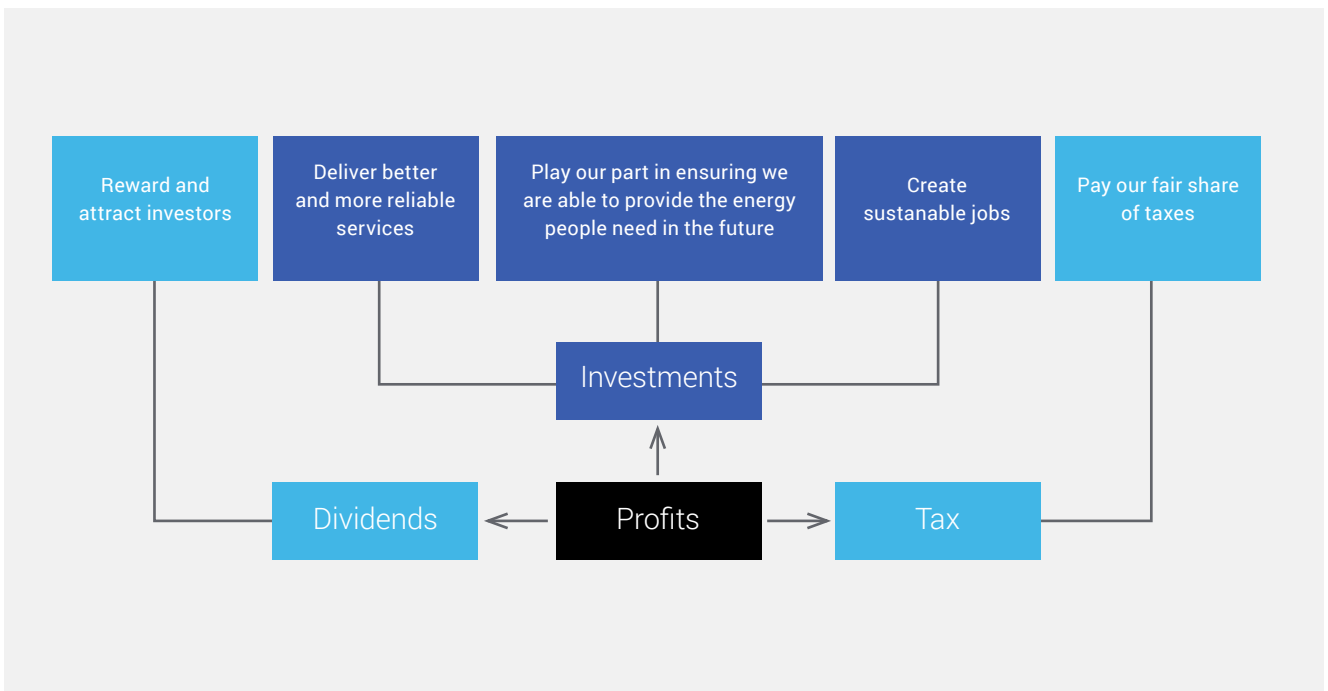 Reward and
attract investors
Deliver better
and more reliable
services
Play our part in ensuring we
are able to provide the energy
people need in the future
Create
sustanable jobs
Pay our fair share
of taxes
Investments
Dividends
Profits
Tax